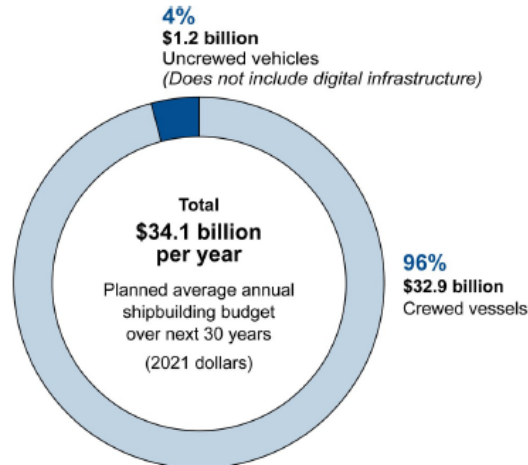 4%
$1.2 billion
Uncrewed vehicles
(Does not include digital infrastructure)
Total
$34.1 billion
per year
Planned average annual
shipbuilding budget
over next 30 years
(2021 dollars)
96%
$32.9 billion
Crewed vessels